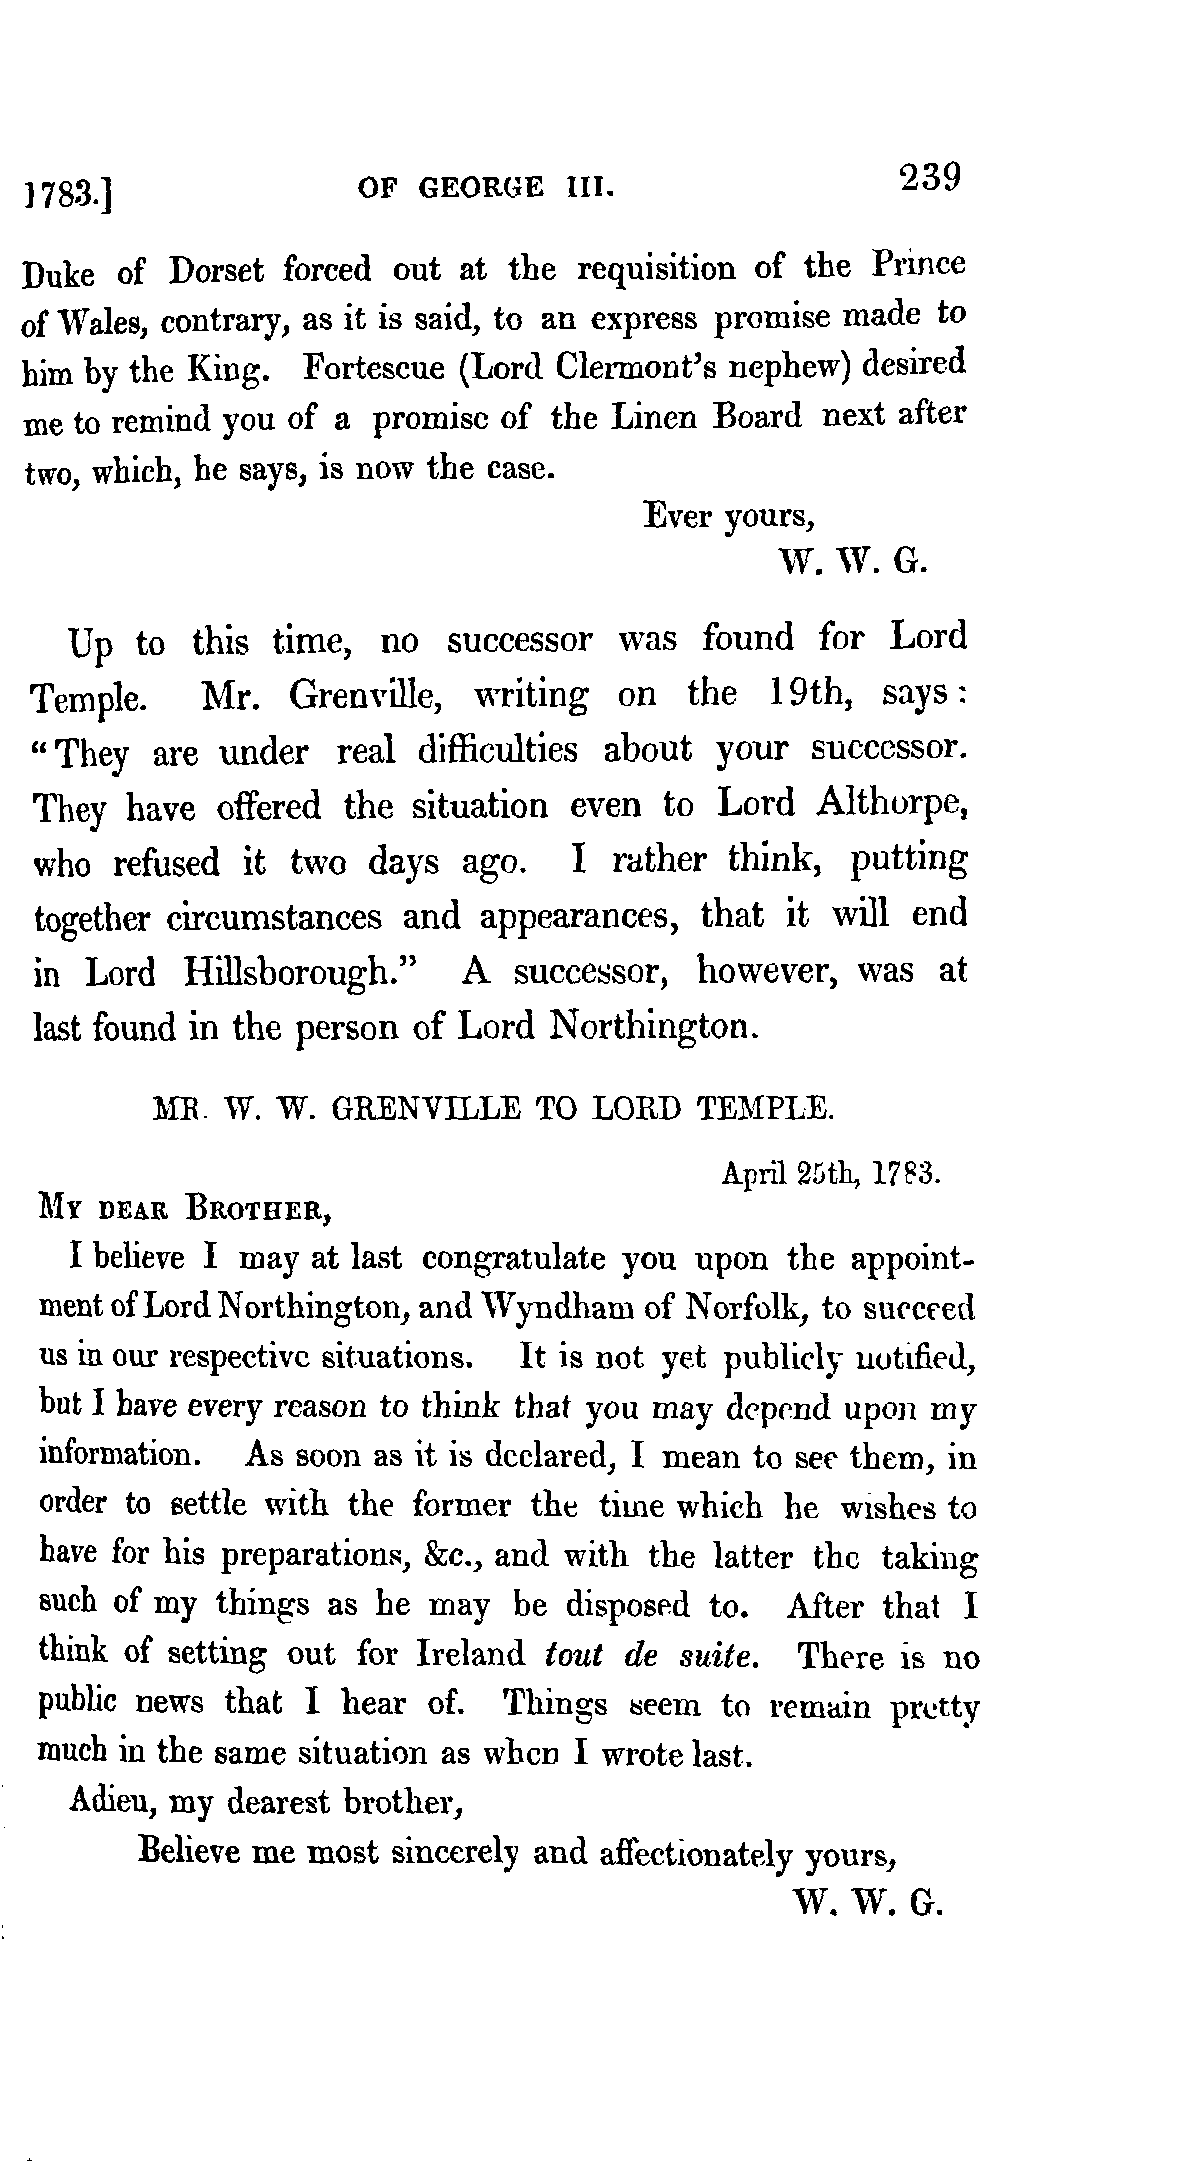 1783.] OF GEORGE III. 239
Duke of Dorset forced out at the requisition of the Prince
of Wales, contrary, as it is said, to an express promise made to
him by the King. Fortescue (Lord Clermont's nephew) desired
me to remind you of a promise of the Linen Board next after
two, which, he says, is now the case.
Ever yours,
W. W. G.
Up to this time, no successor was found for Lord
Temple. Mr. Grenville, writing on the 19th, says:
"They are under real difficulties about your successor.
They have offered the situation even to Lord Althorpe,
who refused it two days ago. I rather think, putting
together circumstances and appearances, that it will end
in Lord Hillsborough." A successor, however, was at
last found in the person of Lord Northington.
MR. W. W. GRENVILLE TO LORD TEMPLE.
April 25th, 1783.
MY DEAR BROTHER,
I believe I may at last congratulate you upon the appoint-
ment of Lord Northington, and Wyndham of Norfolk, to succeed
us in our respective situations. It is not yet publicly notified,
but I have every reason to think that you may depend upon my
information. As soon as it is declared, I mean to see them, in
order to settle with the former the time which he wishes to
have for his preparations, &c., and with the latter the taking
such of my things as he may be disposed to. After that I
think of setting out for Ireland tout de suite. There is no
public news that I hear of. Things seem to remain pretty
much in the same situation as when I wrote last.
Adieu, my dearest brother,
Believe me most sincerely and affectionately yours,
W. W. G.